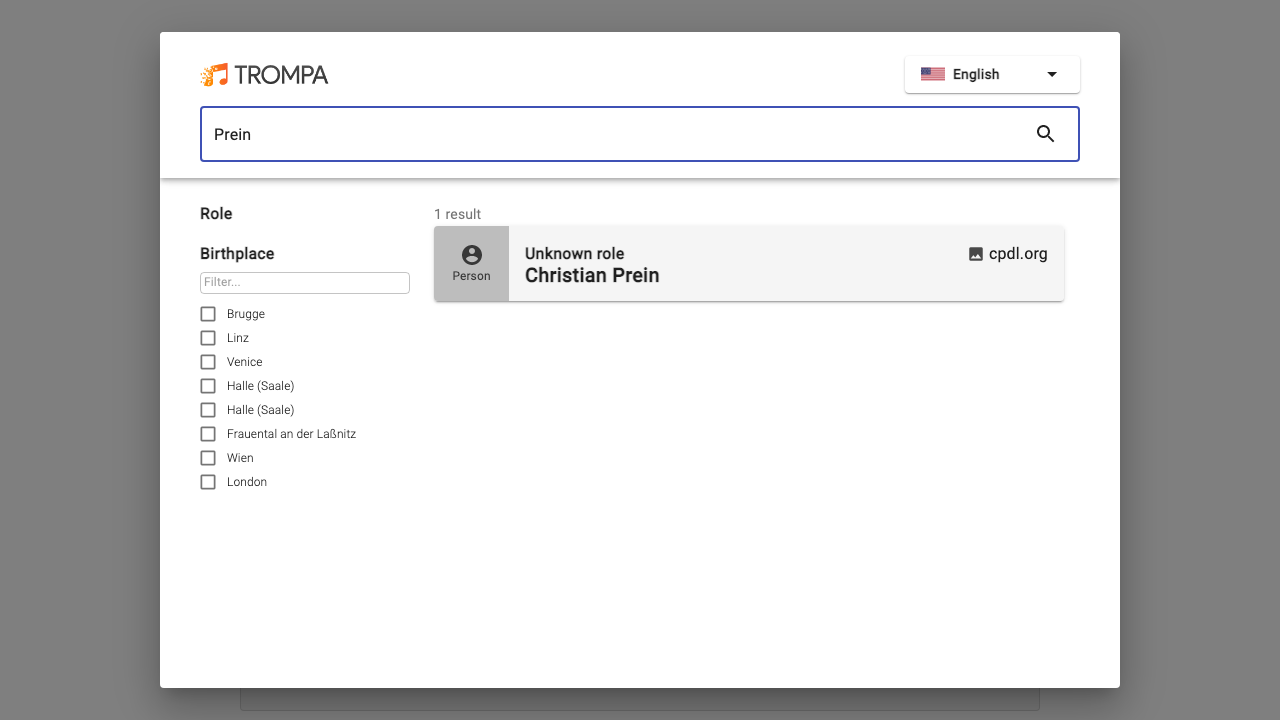 TROMPA
English
Prein
Role
Birthplace
Filter...
Brugge
Linz
Venice
Halle (Saale)
Halle (Saale)
Frauental an der Laßnitz
Wien
London
1 result
Person
Unknown role
Christian Prein
cpdl.org